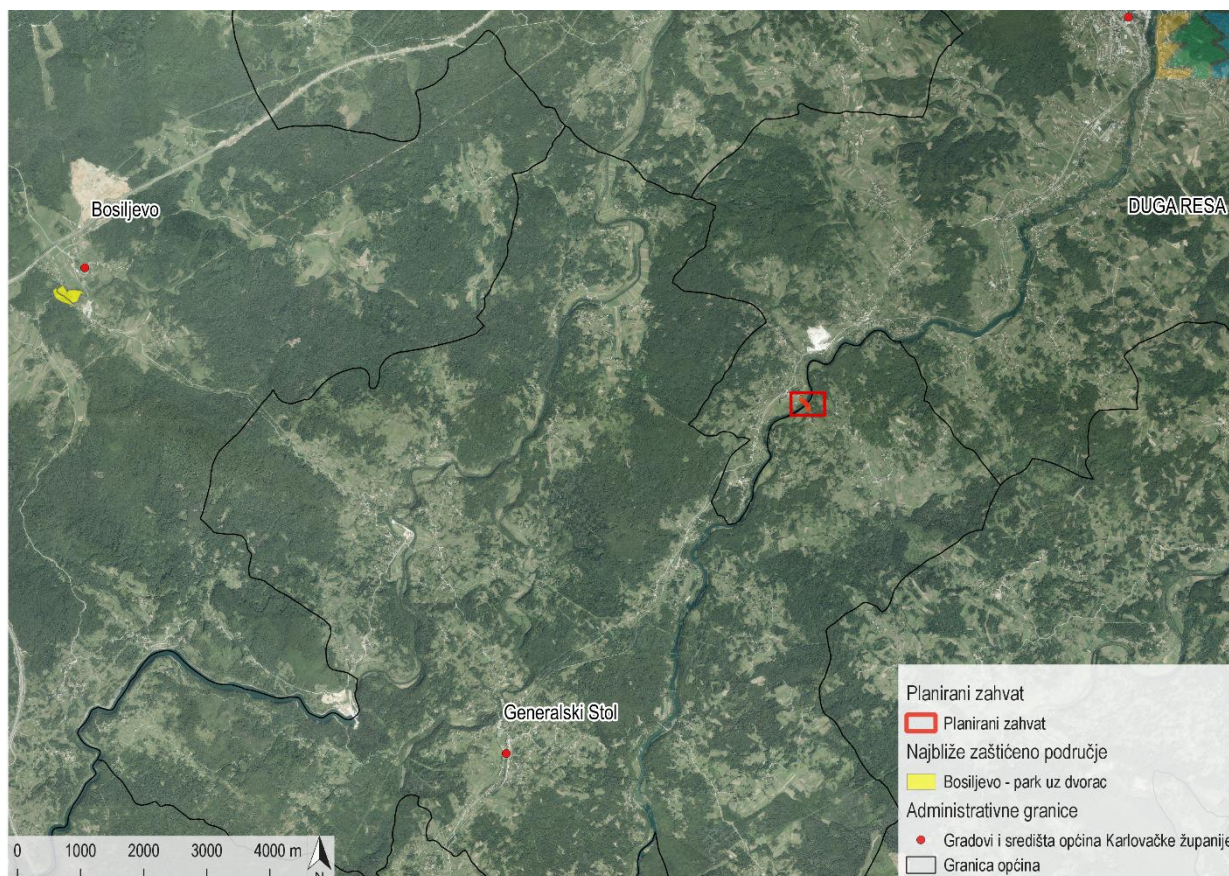 Bosiljevo
DUGA RESA
Generalski Stol
Planirani zahvat
Planirani zahvat
Najbliže zaštićeno područje
Bosiljevo - park uz dvorac
Administrativne granice
Gradovi i središta općina Karlovačke županije
Granica općina
0 1000 2000 3000 4000 m
N